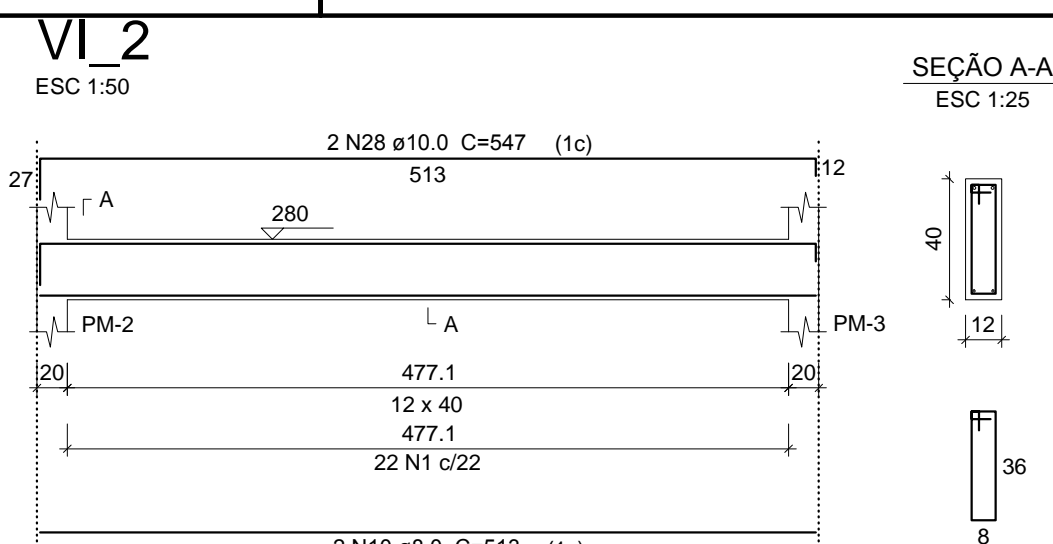 VI_2
ESC 1:50
SEÇÃO A-A
ESC 1:25
2 N28 ø10.0 C=547 (1c)
27
513
12
A
280
40
PM-2
A
PM-3
12
20
477.1
20
12 x 40
477.1
22 N1 c/22
36
8